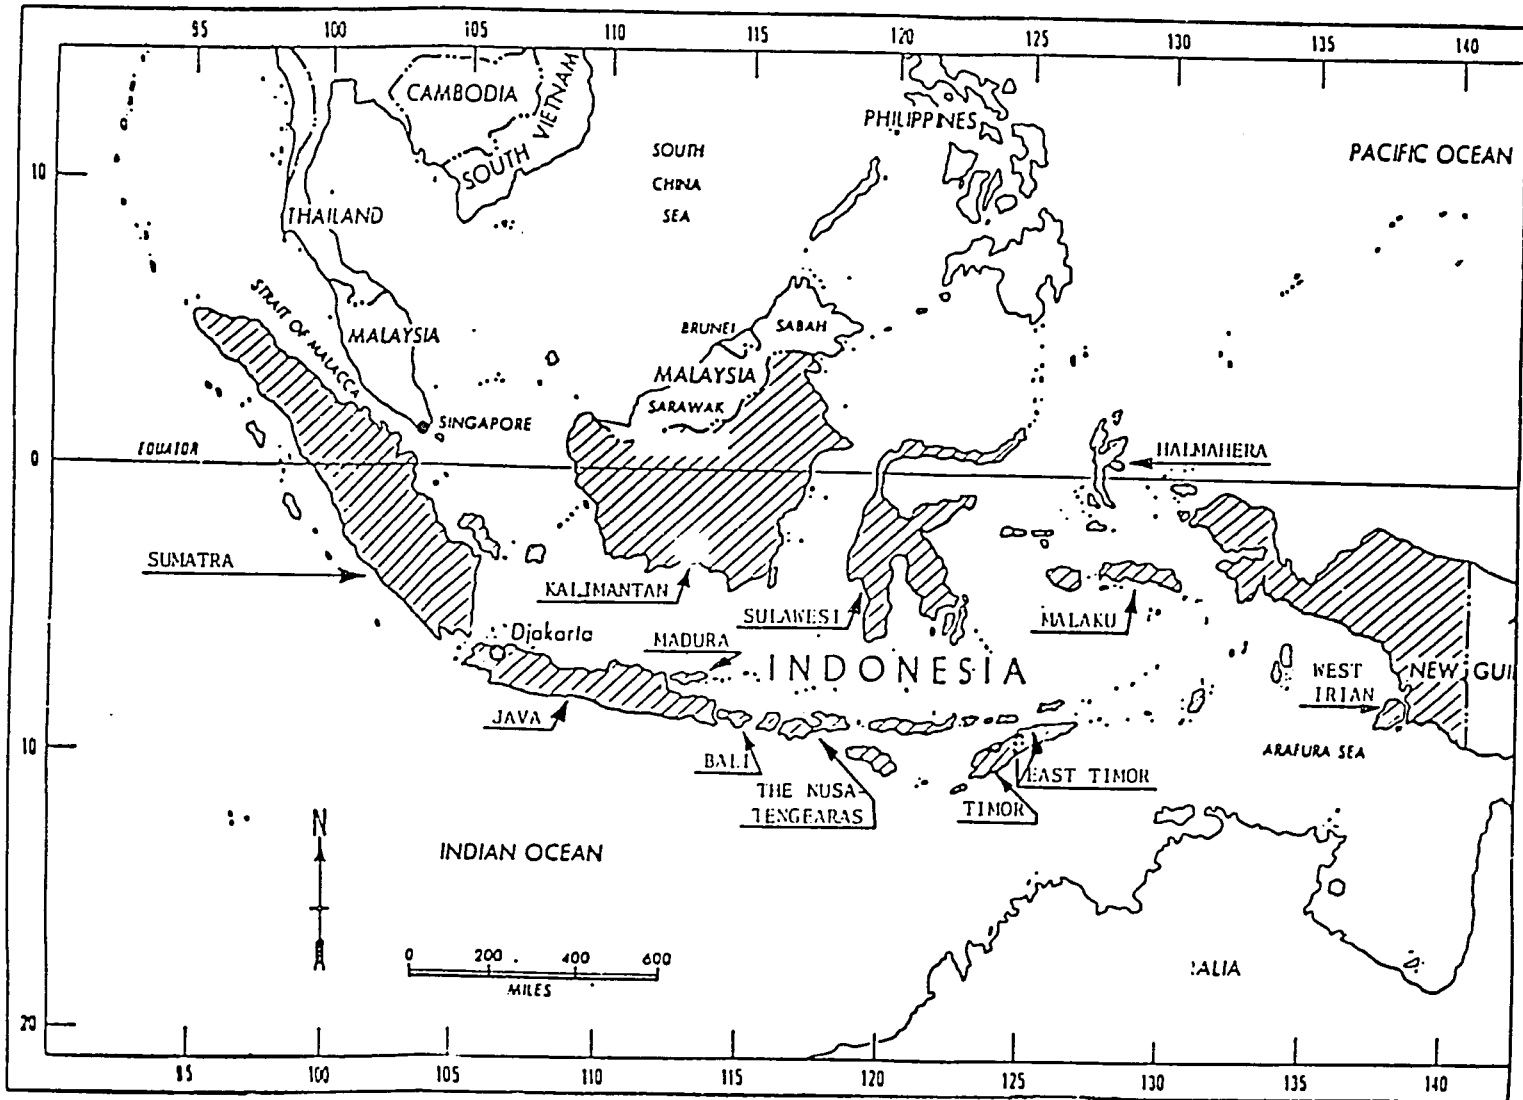 95 100 105 110 115 120 125 130 135 140
CAMBODIA
SOUTH VIETNAM
PHILIPPINES
SOUTH
CHINA
SEA
PACIFIC OCEAN
10
THAILAND
STRAIT OF MALACCA
MALAYSIA
BRUNEI
SABAH
MALAYSIA
SARAWAK
SINGAPORE
EQUATOR
0
HALMAHERA
SUMATRA
KALIMANTAN
SULAWESI
MALAKU
Djakarta
MADURA
INDONESIA
WEST
IRIAN
NEW GUI
JAVA
10
BALI
ARAFURA SEA
EAST TIMOR
THE NUSA-
TENGEARAS
TIMOR
N
INDIAN OCEAN
0 200 400 600
MILES
ALIA
20
95 100 105 110 115 120 125 130 135 140